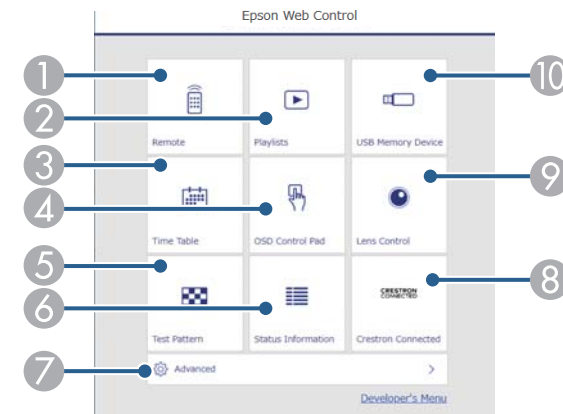 Epson Web Control
1
10
2
Remote
Playlists
USB Memory Device
3
9
4
Time Table
OSD Control Pad
Lens Control
5
8
CRESTRON
CONNECTED
6
Test Pattern
Status Information
Crestron Connected
7
Advanced
Developer's Menu